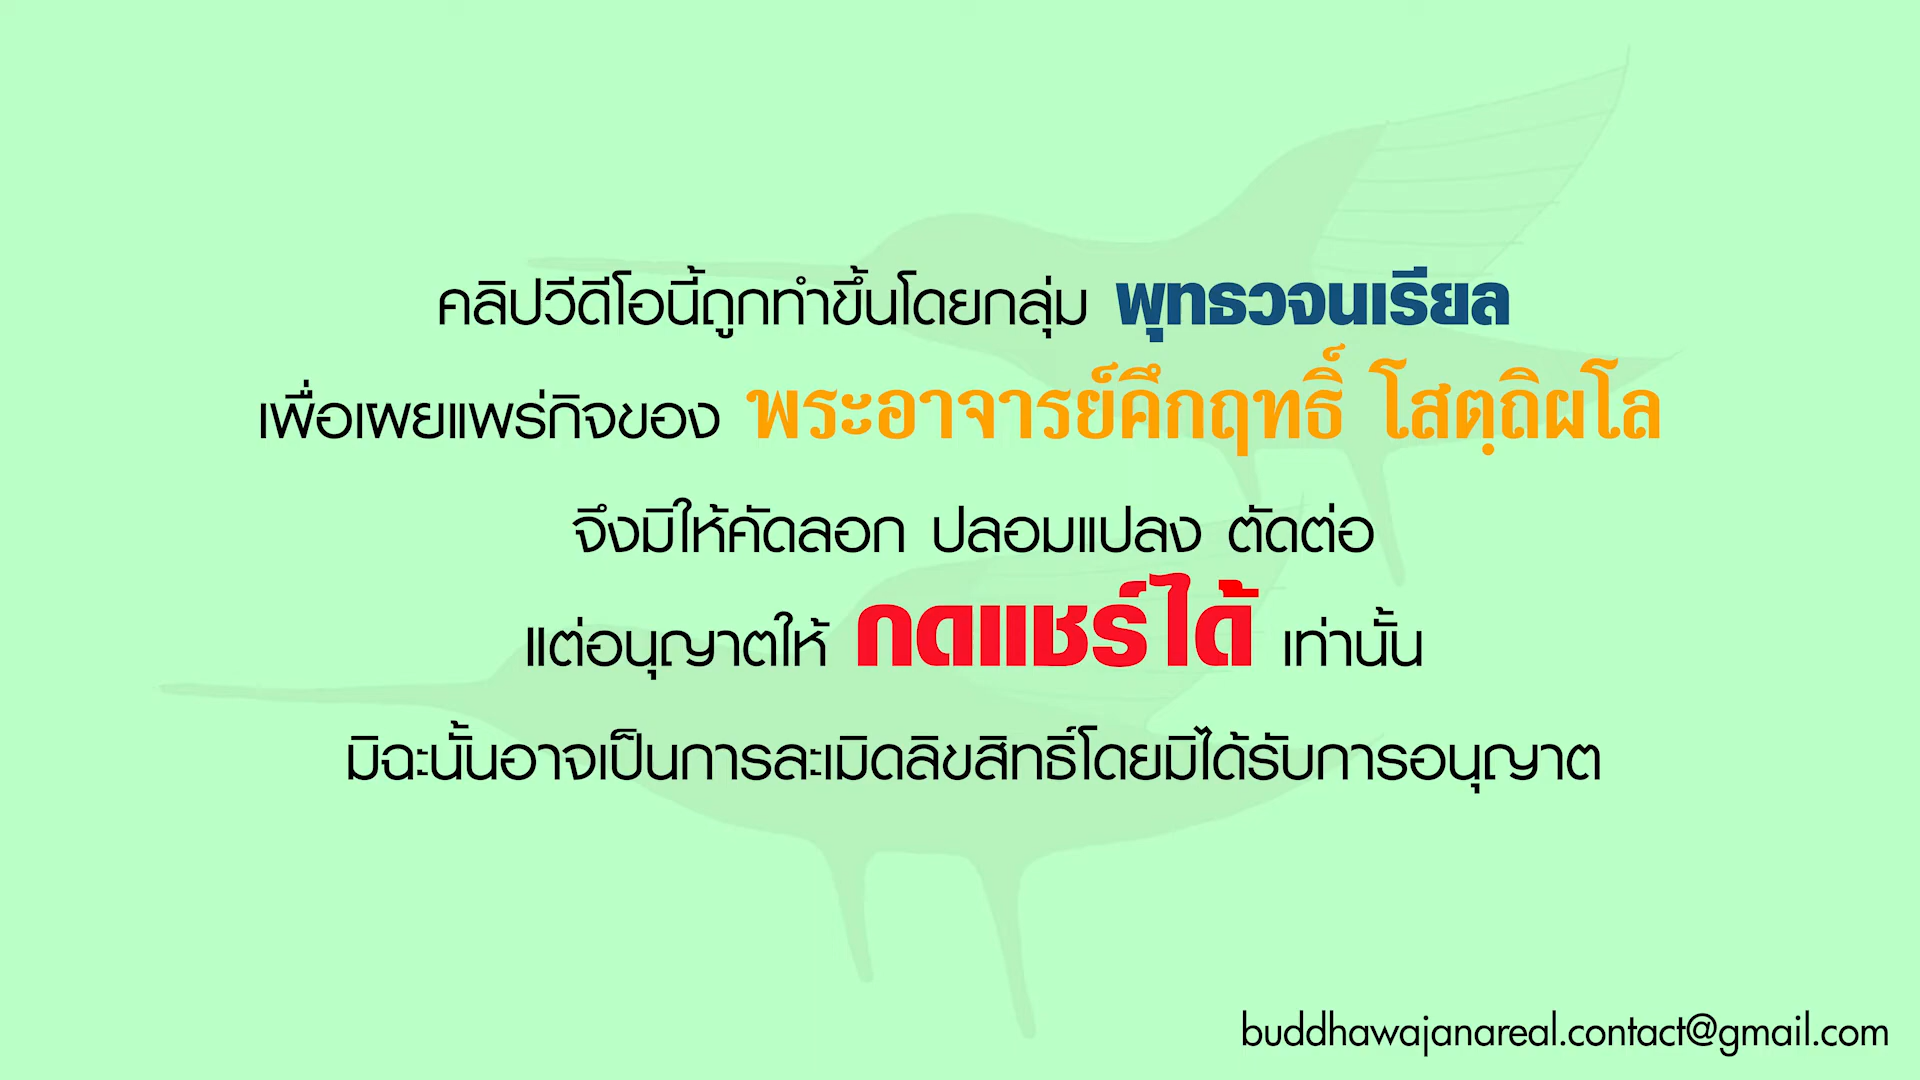 คลิปวีดีโอนี้ถูกทำขึ้นโดยกลุ่ม พุทธวจนเรียล
เพื่อเผยแพร่กิจของ พระอาจารย์คึกฤทธิ์ โสตฺถิผโล
จึงมิให้คัดลอก ปลอมแปลง ตัดต่อ
แต่อนุญาตให้ กดแชร์ได้ เท่านั้น
มิฉะนั้นอาจเป็นการละเมิดลิขสิทธิ์โดยมิได้รับการอนุญาต
buddhawajanareal.contact@gmail.com